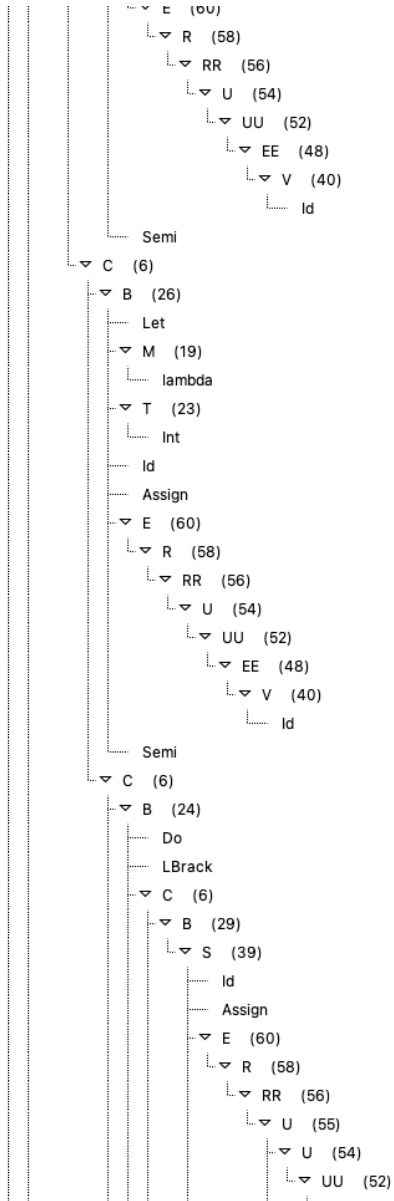 E (60)
R (58)
RR (56)
U (54)
UU (52)
EE (48)
V (40)
Id
Semi
C (6)
B (26)
Let
M (19)
lambda
T (23)
Int
Id
Assign
E (60)
R (58)
RR (56)
U (54)
UU (52)
EE (48)
V (40)
Id
Semi
C (6)
B (24)
Do
LBrack
C (6)
B (29)
S (39)
Id
Assign
E (60)
R (58)
RR (56)
U (55)
U (54)
UU (52)